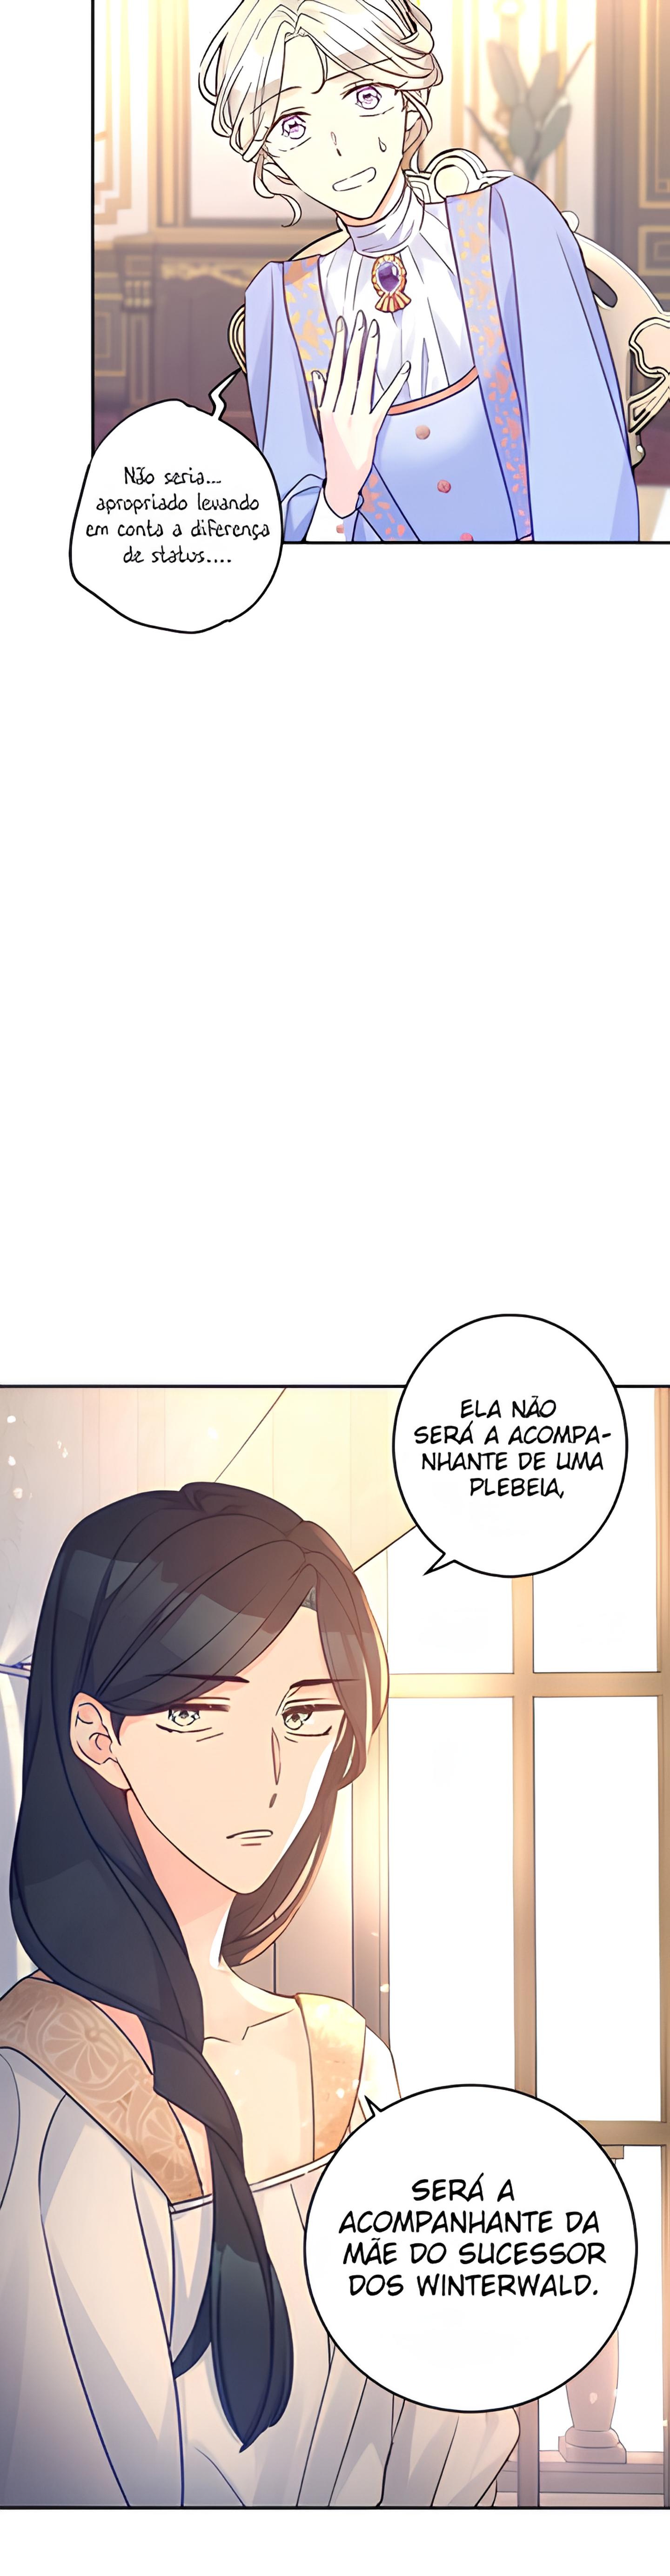 Não seria...
apropriado levando
em conta a diferença
de status....
ELA NÃO
SERÁ A ACOMPA-
NHANTE DE UMA
PLEBEIA,
SERÁ A
ACOMPANHANTE DA
MÃE DO SUCESSOR
DOS WINTERWALD.